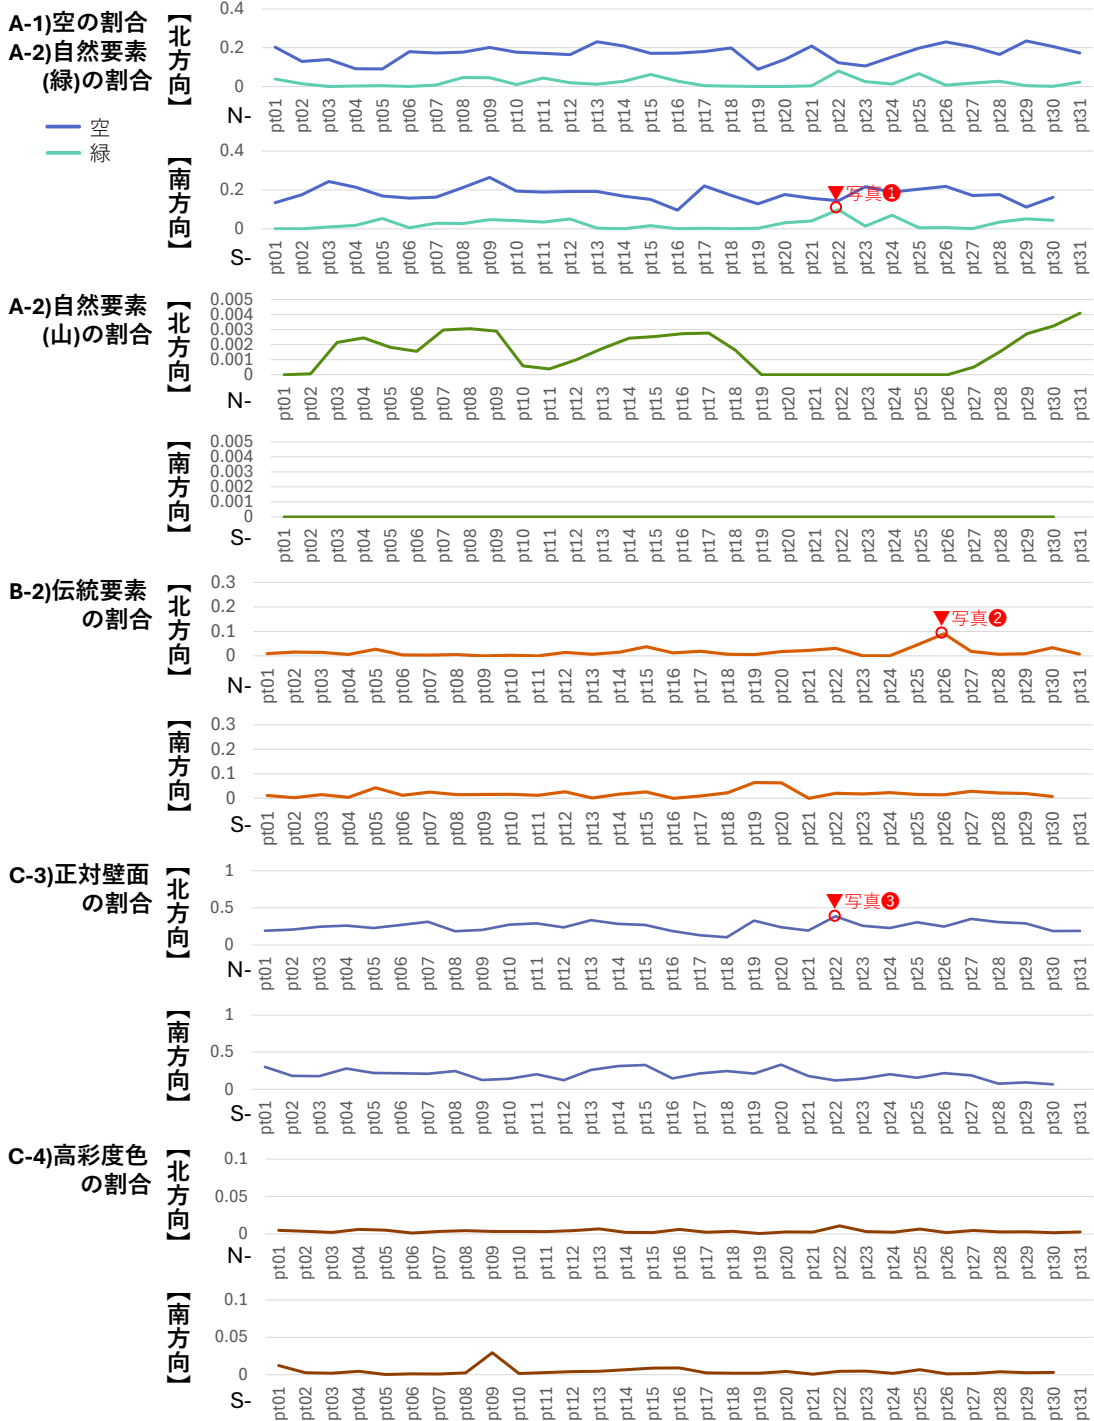 A-1)空の割合
A-2)自然要素
(緑)の割合
空
緑
【北方向】
0.4
0.2
0
N-
pt01 pt02 pt03 pt04 pt05 pt06 pt07 pt08 pt09 pt10 pt11 pt12 pt13 pt14 pt15 pt16 pt17 pt18 pt19 pt20 pt21 pt22 pt23 pt24 pt25 pt26 pt27 pt28 pt29 pt30 pt31
【南方向】
0.4
0.2
0
写真❶
S-
pt01 pt02 pt03 pt04 pt05 pt06 pt07 pt08 pt09 pt10 pt11 pt12 pt13 pt14 pt15 pt16 pt17 pt18 pt19 pt20 pt21 pt22 pt23 pt24 pt25 pt26 pt27 pt28 pt29 pt30 pt31
A-2)自然要素
(山)の割合
【北方向】
0.005
0.004
0.003
0.002
0.001
0
N-
pt01 pt02 pt03 pt04 pt05 pt06 pt07 pt08 pt09 pt10 pt11 pt12 pt13 pt14 pt15 pt16 pt17 pt18 pt19 pt20 pt21 pt22 pt23 pt24 pt25 pt26 pt27 pt28 pt29 pt30 pt31
【南方向】
0.005
0.004
0.003
0.002
0.001
0
S-
pt01 pt02 pt03 pt04 pt05 pt06 pt07 pt08 pt09 pt10 pt11 pt12 pt13 pt14 pt15 pt16 pt17 pt18 pt19 pt20 pt21 pt22 pt23 pt24 pt25 pt26 pt27 pt28 pt29 pt30 pt31
B-2)伝統要素
の割合
【北方向】
0.3
0.2
0.1
0
写真❷
N-
pt01 pt02 pt03 pt04 pt05 pt06 pt07 pt08 pt09 pt10 pt11 pt12 pt13 pt14 pt15 pt16 pt17 pt18 pt19 pt20 pt21 pt22 pt23 pt24 pt25 pt26 pt27 pt28 pt29 pt30 pt31
【南方向】
0.3
0.2
0.1
0
S-
pt01 pt02 pt03 pt04 pt05 pt06 pt07 pt08 pt09 pt10 pt11 pt12 pt13 pt14 pt15 pt16 pt17 pt18 pt19 pt20 pt21 pt22 pt23 pt24 pt25 pt26 pt27 pt28 pt29 pt30 pt31
C-3)正対壁面
の割合
【北方向】
1
0.5
0
写真❸
N-
pt01 pt02 pt03 pt04 pt05 pt06 pt07 pt08 pt09 pt10 pt11 pt12 pt13 pt14 pt15 pt16 pt17 pt18 pt19 pt20 pt21 pt22 pt23 pt24 pt25 pt26 pt27 pt28 pt29 pt30 pt31
【南方向】
1
0.5
0
S-
pt01 pt02 pt03 pt04 pt05 pt06 pt07 pt08 pt09 pt10 pt11 pt12 pt13 pt14 pt15 pt16 pt17 pt18 pt19 pt20 pt21 pt22 pt23 pt24 pt25 pt26 pt27 pt28 pt29 pt30 pt31
C-4)高彩度色
の割合
【北方向】
0.1
0.05
0
N-
pt01 pt02 pt03 pt04 pt05 pt06 pt07 pt08 pt09 pt10 pt11 pt12 pt13 pt14 pt15 pt16 pt17 pt18 pt19 pt20 pt21 pt22 pt23 pt24 pt25 pt26 pt27 pt28 pt29 pt30 pt31
【南方向】
0.1
0.05
0
S-
pt01 pt02 pt03 pt04 pt05 pt06 pt07 pt08 pt09 pt10 pt11 pt12 pt13 pt14 pt15 pt16 pt17 pt18 pt19 pt20 pt21 pt22 pt23 pt24 pt25 pt26 pt27 pt28 pt29 pt30 pt31